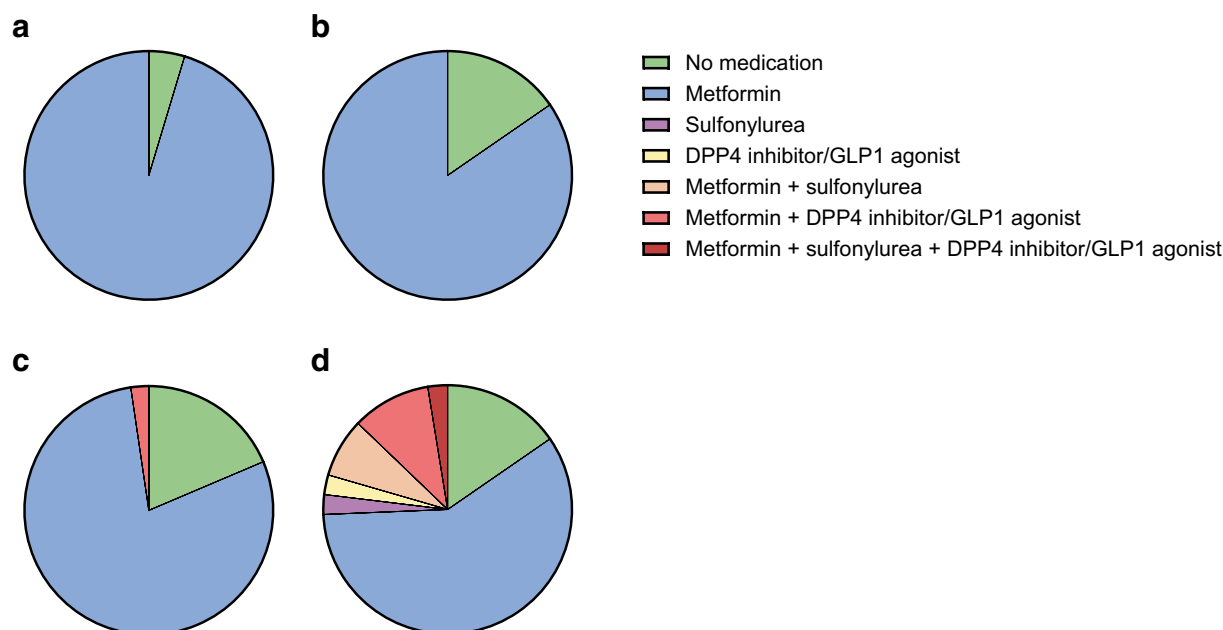 a
b
No medication
Metformin
Sulfonylurea
DPP4 inhibitor/GLP1 agonist
Metformin + sulfonylurea
Metformin + DPP4 inhibitor/GLP1 agonist
Metformin + sulfonylurea + DPP4 inhibitor/GLP1 agonist
c
d